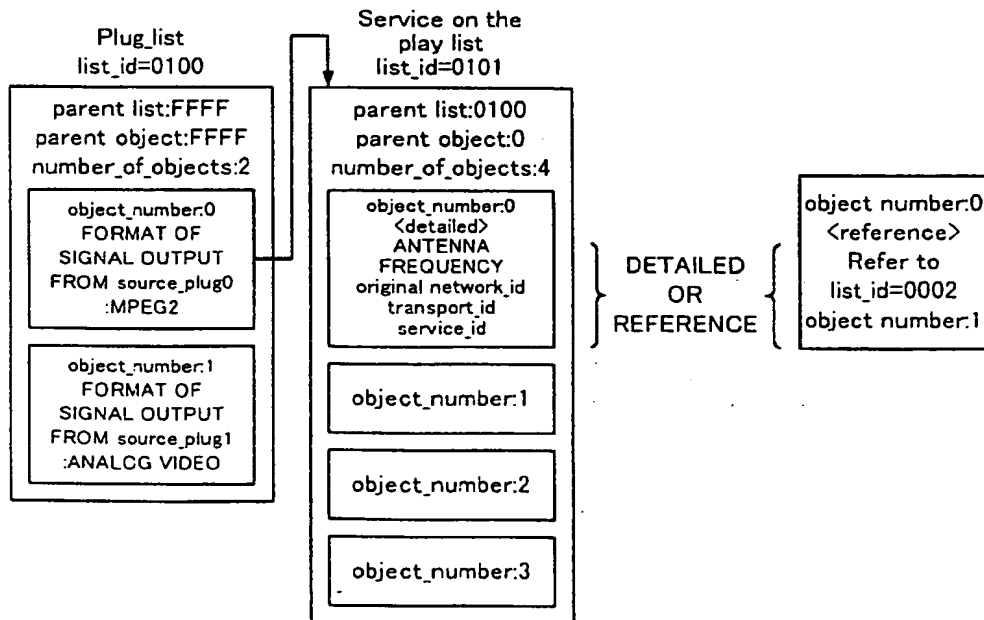 Plug_list
list_id=0100
parent list:FFFF
parent object:FFFF
number_of_objects:2
object_number:0
FORMAT OF
SIGNAL OUTPUT
FROM source_plug0
:MPEG2
object_number:1
FORMAT OF
SIGNAL OUTPUT
FROM source_plug1
:ANALCG VIDEO
Service on the
play list
list_id=0101
parent list:0100
parent object:0
number_of_objects:4
object_number:0
<detailed>
ANTENNA
FREQUENCY
original network_id
transport_id
service_id
object_number:1
object_number:2
object_number:3
DETAILED
OR
REFERENCE
object number:0
<reference>
Refer to
list_id=0002
object number:1